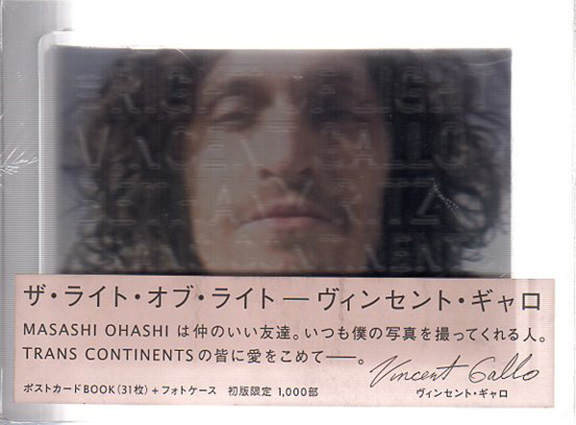 VINCENT GALLO
ザ・ライト・オブ・ライト―ヴィンセント・ギャロ
MASASHI OHASHI は仲のいい友達。いつも僕の写真を撮ってくれる人。
TRANS CONTINENTSの皆に愛をこめて――。
Vincent Gallo
ポストカードBOOK(31枚)+フォトケース 初版限定 1,000部
ヴィンセント・ギャロ